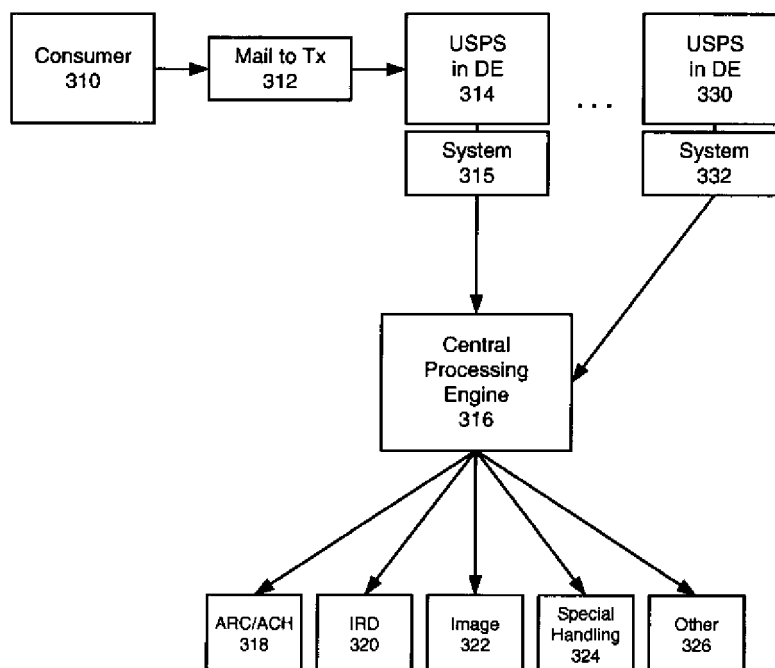 Consumer
310
Mail to Tx
312
USPS
in DE
314
. . .
USPS
in DE
330
System
315
System
332
Central
Processing
Engine
316
ARC/ACH
318
IRD
320
Image
322
Special
Handling
324
Other
326